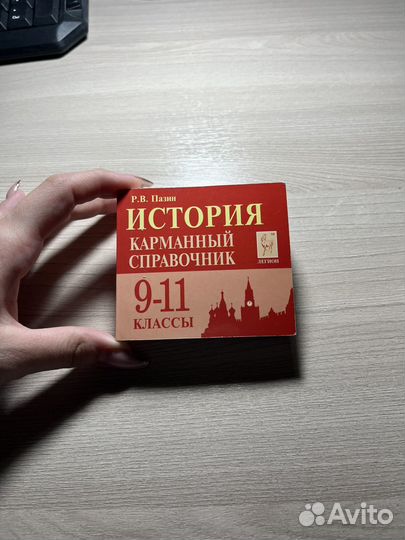 Р.В. Пазин
ИСТОРИЯ
КАРМАННЫЙ
СПРАВОЧНИК
ЛЕГИОН
9-11
КЛАССЫ
Avito